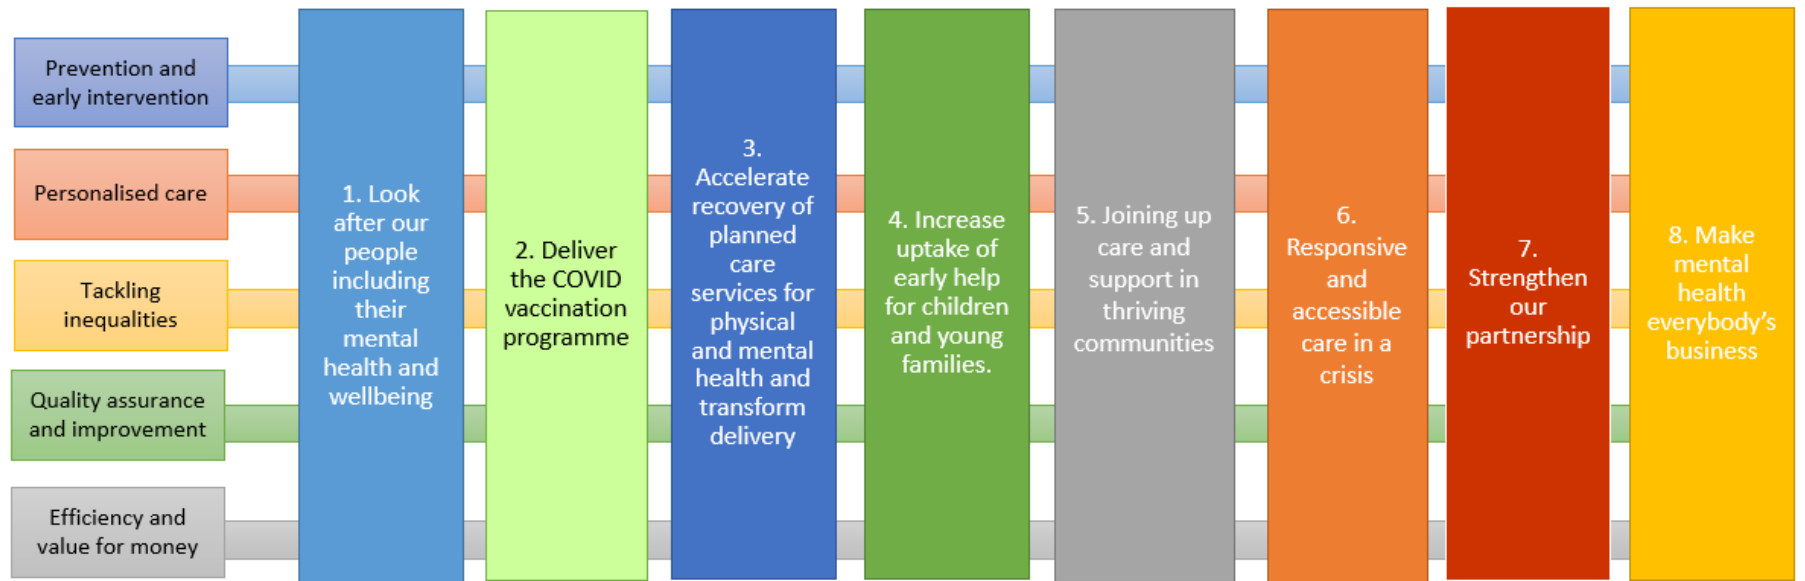 Prevention and
early intervention
Personalised care
Tackling
inequalities
Quality assurance
and improvement
Efficiency and
value for money
1. Look
after our
people
including
their
mental
health and
wellbeing
2. Deliver
the COVID
vaccination
programme
3.
Accelerate
recovery of
planned
care
services for
physical
and mental
health and
transform
delivery
4. Increase
uptake of
early help
for children
and young
families.
5. Joining up
care and
support in
thriving
communities
6.
Responsive
and
accessible
care in a
crisis
7.
Strengthen
our
partnership
8. Make
mental
health
everybody’s
business